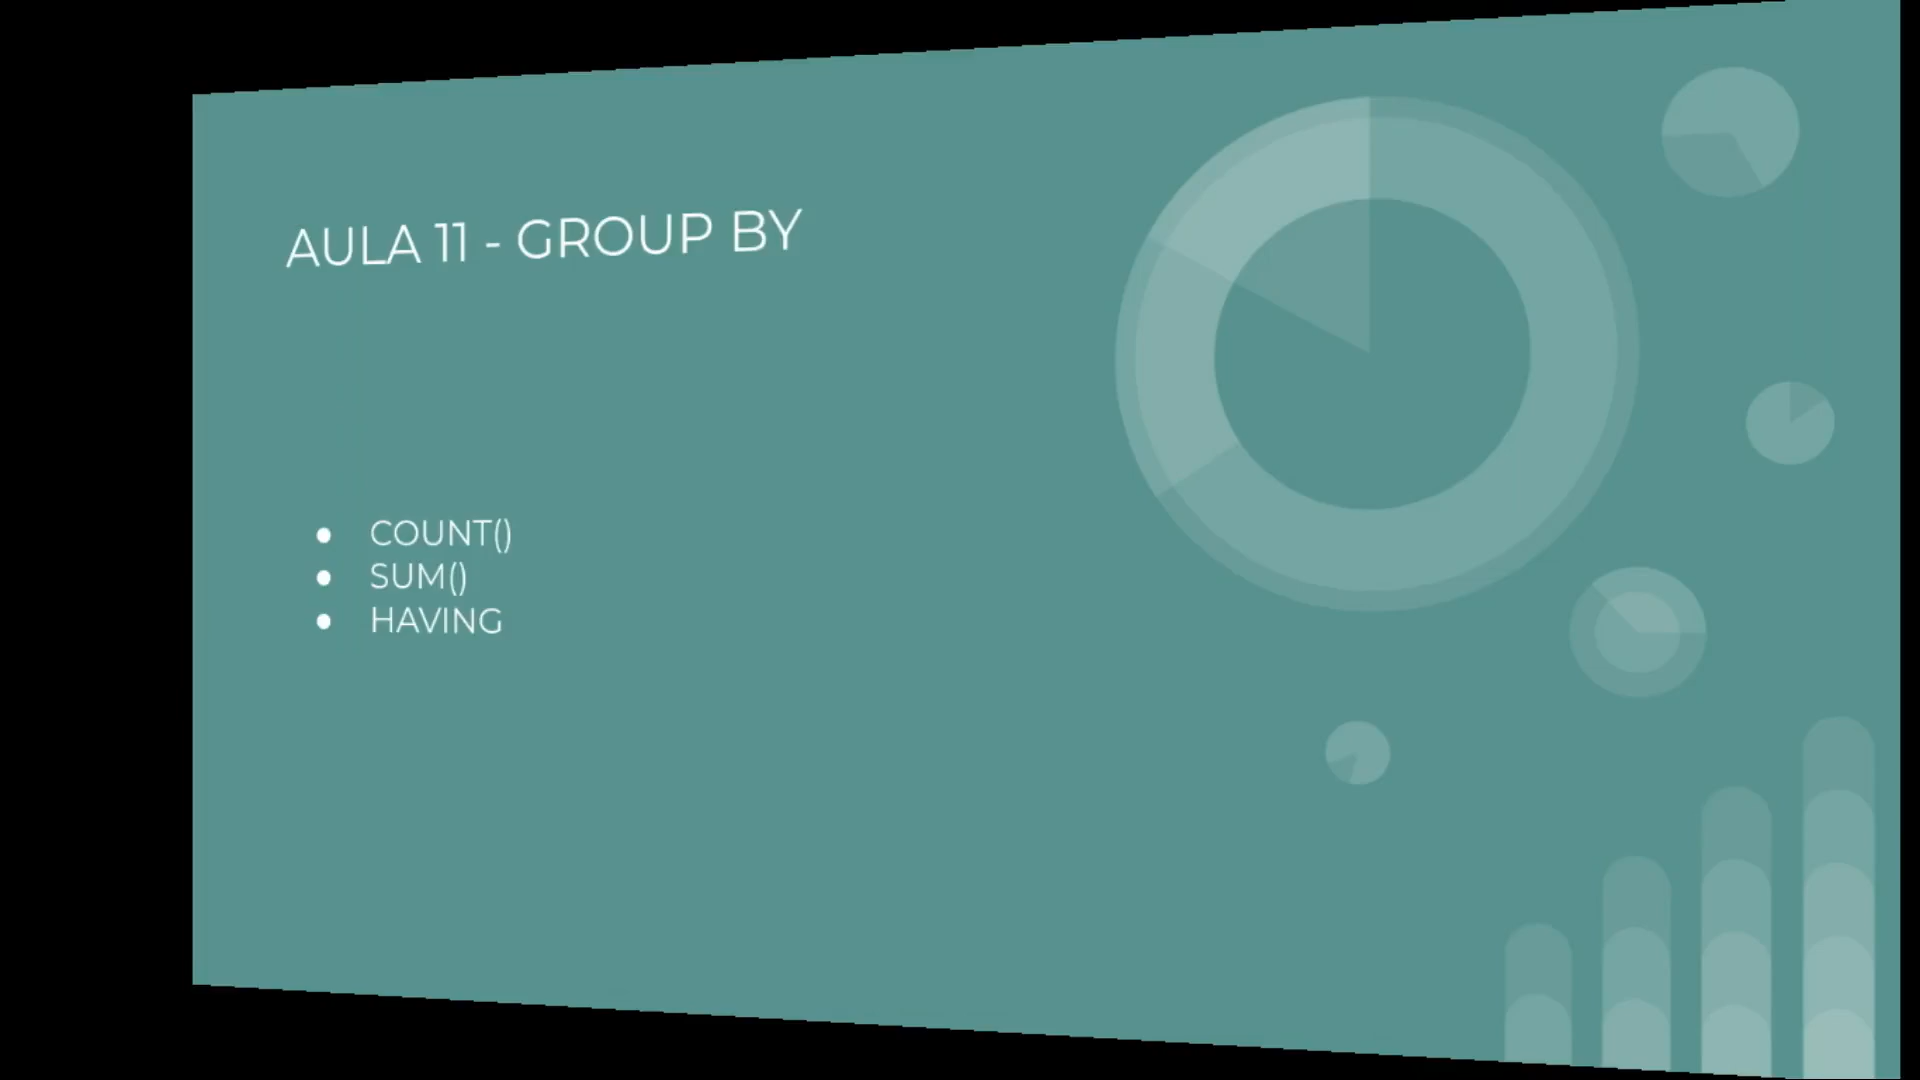 AULA 11 - GROUP BY
● COUNT()
● SUM()
● HAVING